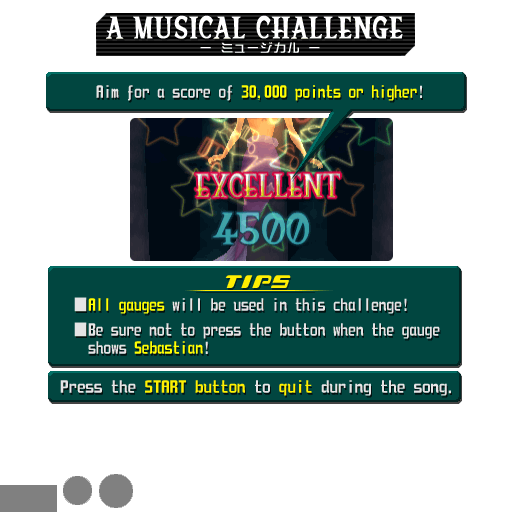 A MUSICAL CHALLENGE
— ミュージカル —
Aim for a score of 30,000 points or higher!
EXCELLENT
4500
TIPS
■All gauges will be used in this challenge!
■Be sure not to press the button when the gauge
shows Sebastian!
Press the START button to quit during the song.